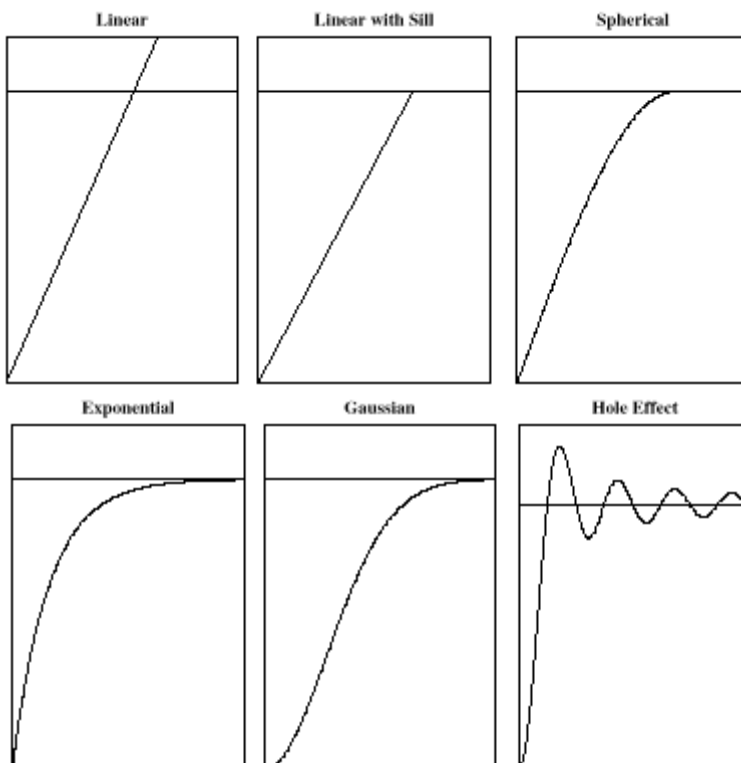 Linear
Linear with Sill
Spherical
Exponential
Gaussian
Hole Effect